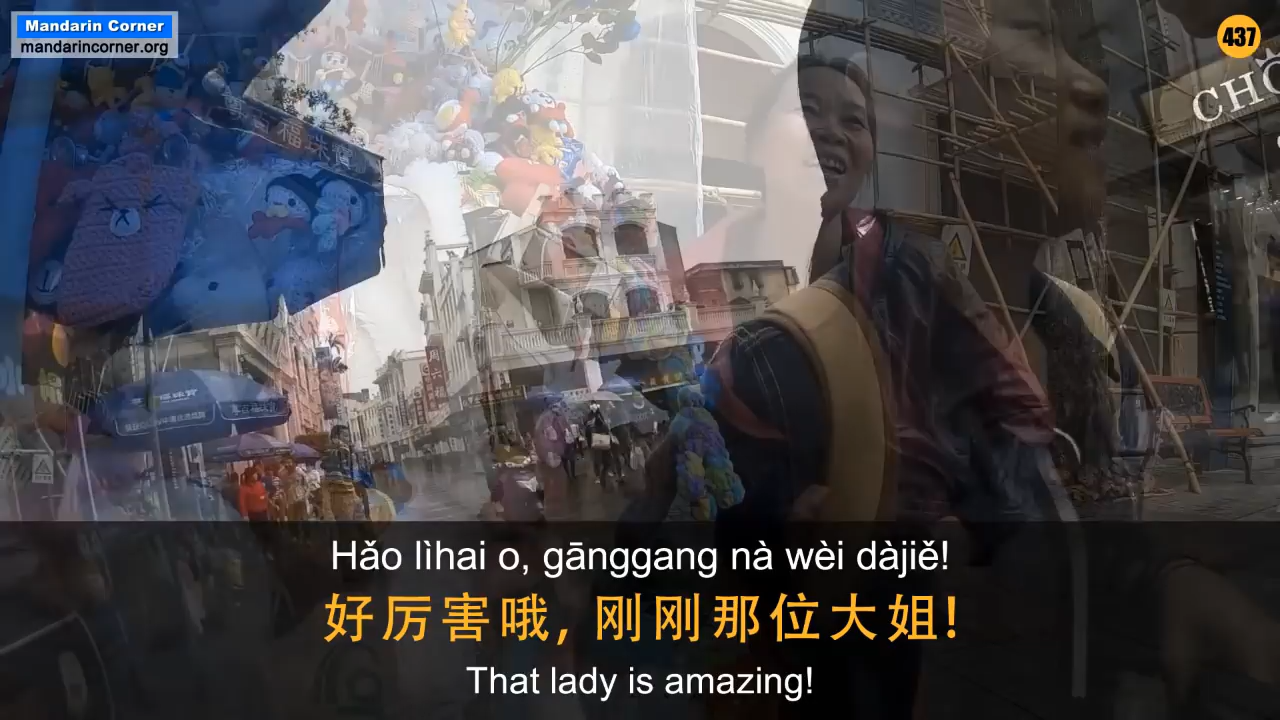 Mandarin Corner
mandarincorner.org
437
CHO
Hǎo lìhai o, gānggang nà wèi dàjiě!
好厉害哦, 刚刚那位大姐!
That lady is amazing!